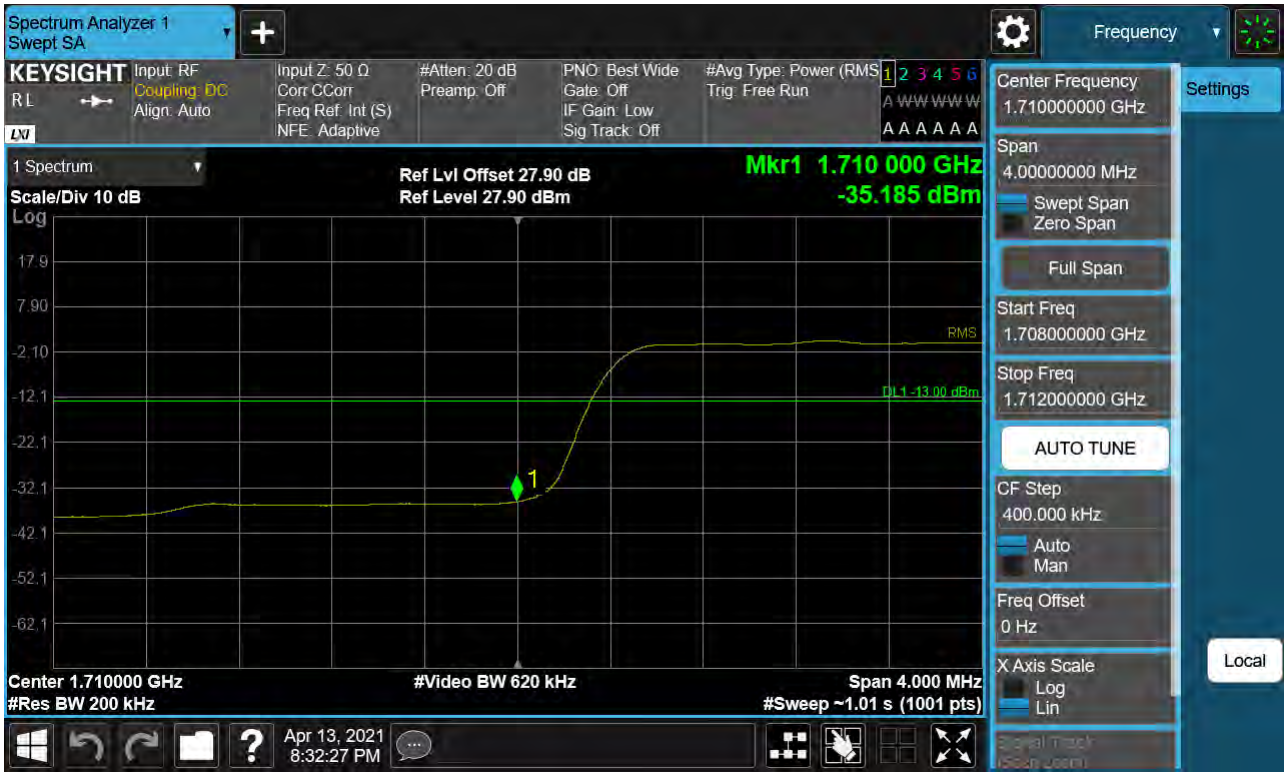 Spectrum Analyzer 1
Swept SA
Frequency
KEYSIGHT
RL
LXI
Input: RF
Coupling: DC
Align: Auto
Input Z: 50 Ω
Corr CCorr
Freq Ref: Int (S)
NFE: Adaptive
#Atten: 20 dB
Preamp: Off
PNO: Best Wide
Gate: Off
IF Gain: Low
Sig Track: Off
#Avg Type: Power (RMS
Trig: Free Run
1 2 3 4 5 6
A W W W W W
A A A A A A
1 Spectrum
Scale/Div 10 dB
Log
Ref Lvl Offset 27.90 dB
Ref Level 27.90 dBm
Mkr1 1.710 000 GHz
-35.185 dBm
17.9
7.90
-2.10
-12.1
-22.1
-32.1
-42.1
-52.1
-62.1
RMS
DL1 -13.00 dBm
1
Center 1.710000 GHz
#Res BW 200 kHz
#Video BW 620 kHz
Span 4.000 MHz
#Sweep ~1.01 s (1001 pts)
Apr 13, 2021
8:32:27 PM
Center Frequency
1.710000000 GHz
Span
4.00000000 MHz
Swept Span
Zero Span
Full Span
Start Freq
1.708000000 GHz
Stop Freq
1.712000000 GHz
AUTO TUNE
CF Step
400.000 kHz
Auto
Man
Freq Offset
0 Hz
X Axis Scale
Log
Lin
Signal Track
(Span Zoom)
Settings
Local